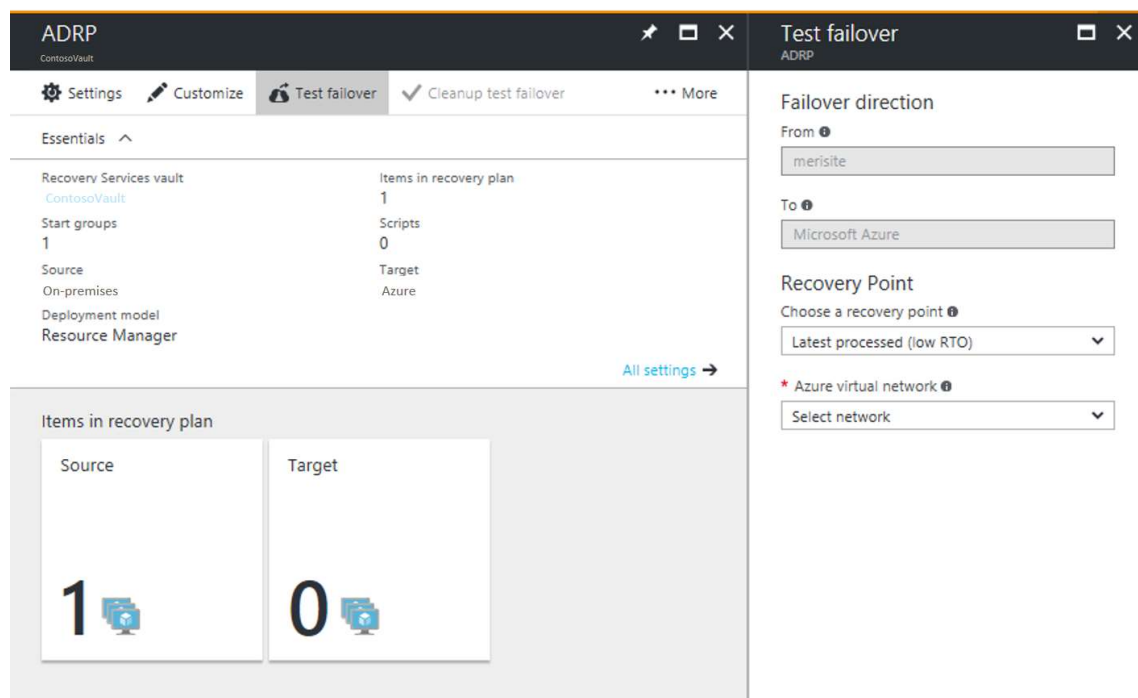 ADRP
ContosoVault
Settings Customize Test failover Cleanup test failover ••• More
Essentials
Recovery Services vault Items in recovery plan
ContosoVault 1
Start groups Scripts
1 0
Source Target
On-premises Azure
Deployment model
Resource Manager
All settings
Items in recovery plan
Source Target
1 0
Test failover
ADRP
Failover direction
From
merisite
To
Microsoft Azure
Recovery Point
Choose a recovery point
Latest processed (low RTO)
* Azure virtual network
Select network